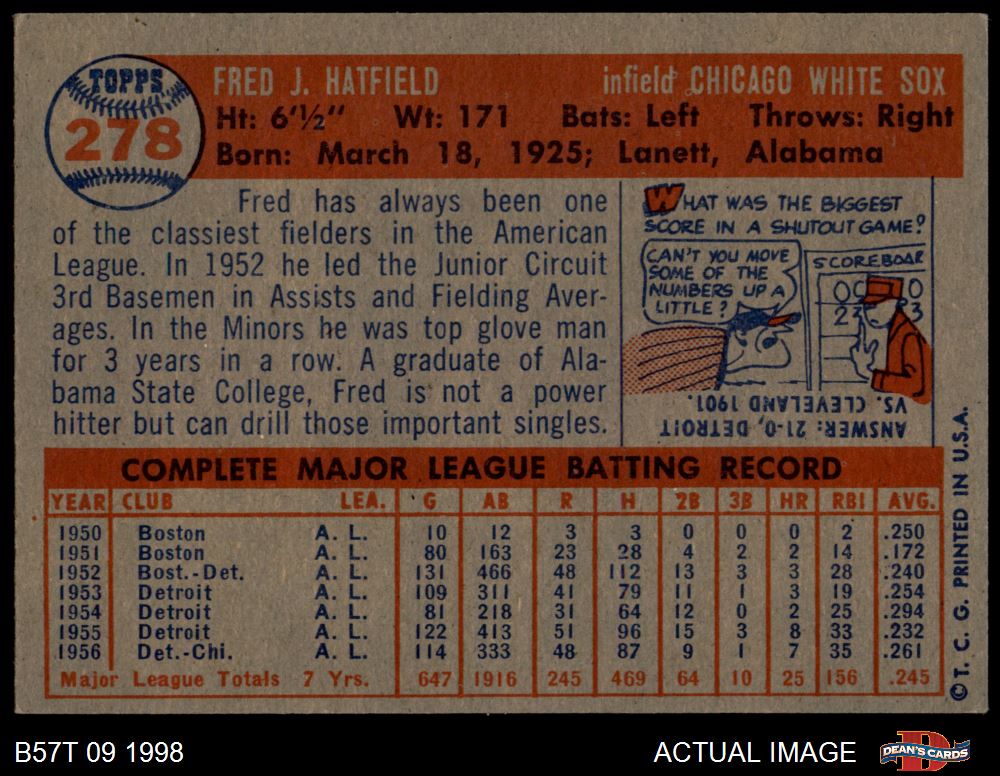 TOPPS
278
FRED J. HATFIELD infield CHICAGO WHITE SOX
Ht: 6'½" Wt: 171 Bats: Left Throws: Right
Born: March 18, 1925; Lanett, Alabama
Fred has always been one
of the classiest fielders in the American
League. In 1952 he led the Junior Circuit
3rd Basemen in Assists and Fielding Aver-
ages. In the Minors he was top glove man
for 3 years in a row. A graduate of Ala-
bama State College, Fred is not a power
hitter but can drill those important singles.
WHAT WAS THE BIGGEST
SCORE IN A SHUTOUT GAME?
CAN'T YOU MOVE
SOME OF THE
NUMBERS UP A
LITTLE?
SCOREBOAR
ANSWER: 21-0, DETROIT
VS. CLEVELAND 1901.
COMPLETE MAJOR LEAGUE BATTING RECORD
YEAR CLUB LEA. G AB R H 2B 3B HR RBI AVG.
1950 Boston A. L. 10 12 3 3 0 0 0 2 .250
1951 Boston A. L. 80 163 23 28 4 2 2 14 .172
1952 Bost.-Det. A. L. 131 466 48 112 13 3 3 28 .240
1953 Detroit A. L. 109 311 41 79 11 1 3 19 .254
1954 Detroit A. L. 81 218 31 64 12 0 2 25 .294
1955 Detroit A. L. 122 413 51 96 15 3 8 33 .232
1956 Det.-Chi. A. L. 114 333 48 87 9 1 7 35 .261
Major League Totals 7 Yrs. 647 1916 245 469 64 10 25 156 .245
© T. C. G. PRINTED IN U.S.A.
B57T 09 1998 ACTUAL IMAGE DEAN'S CARDS